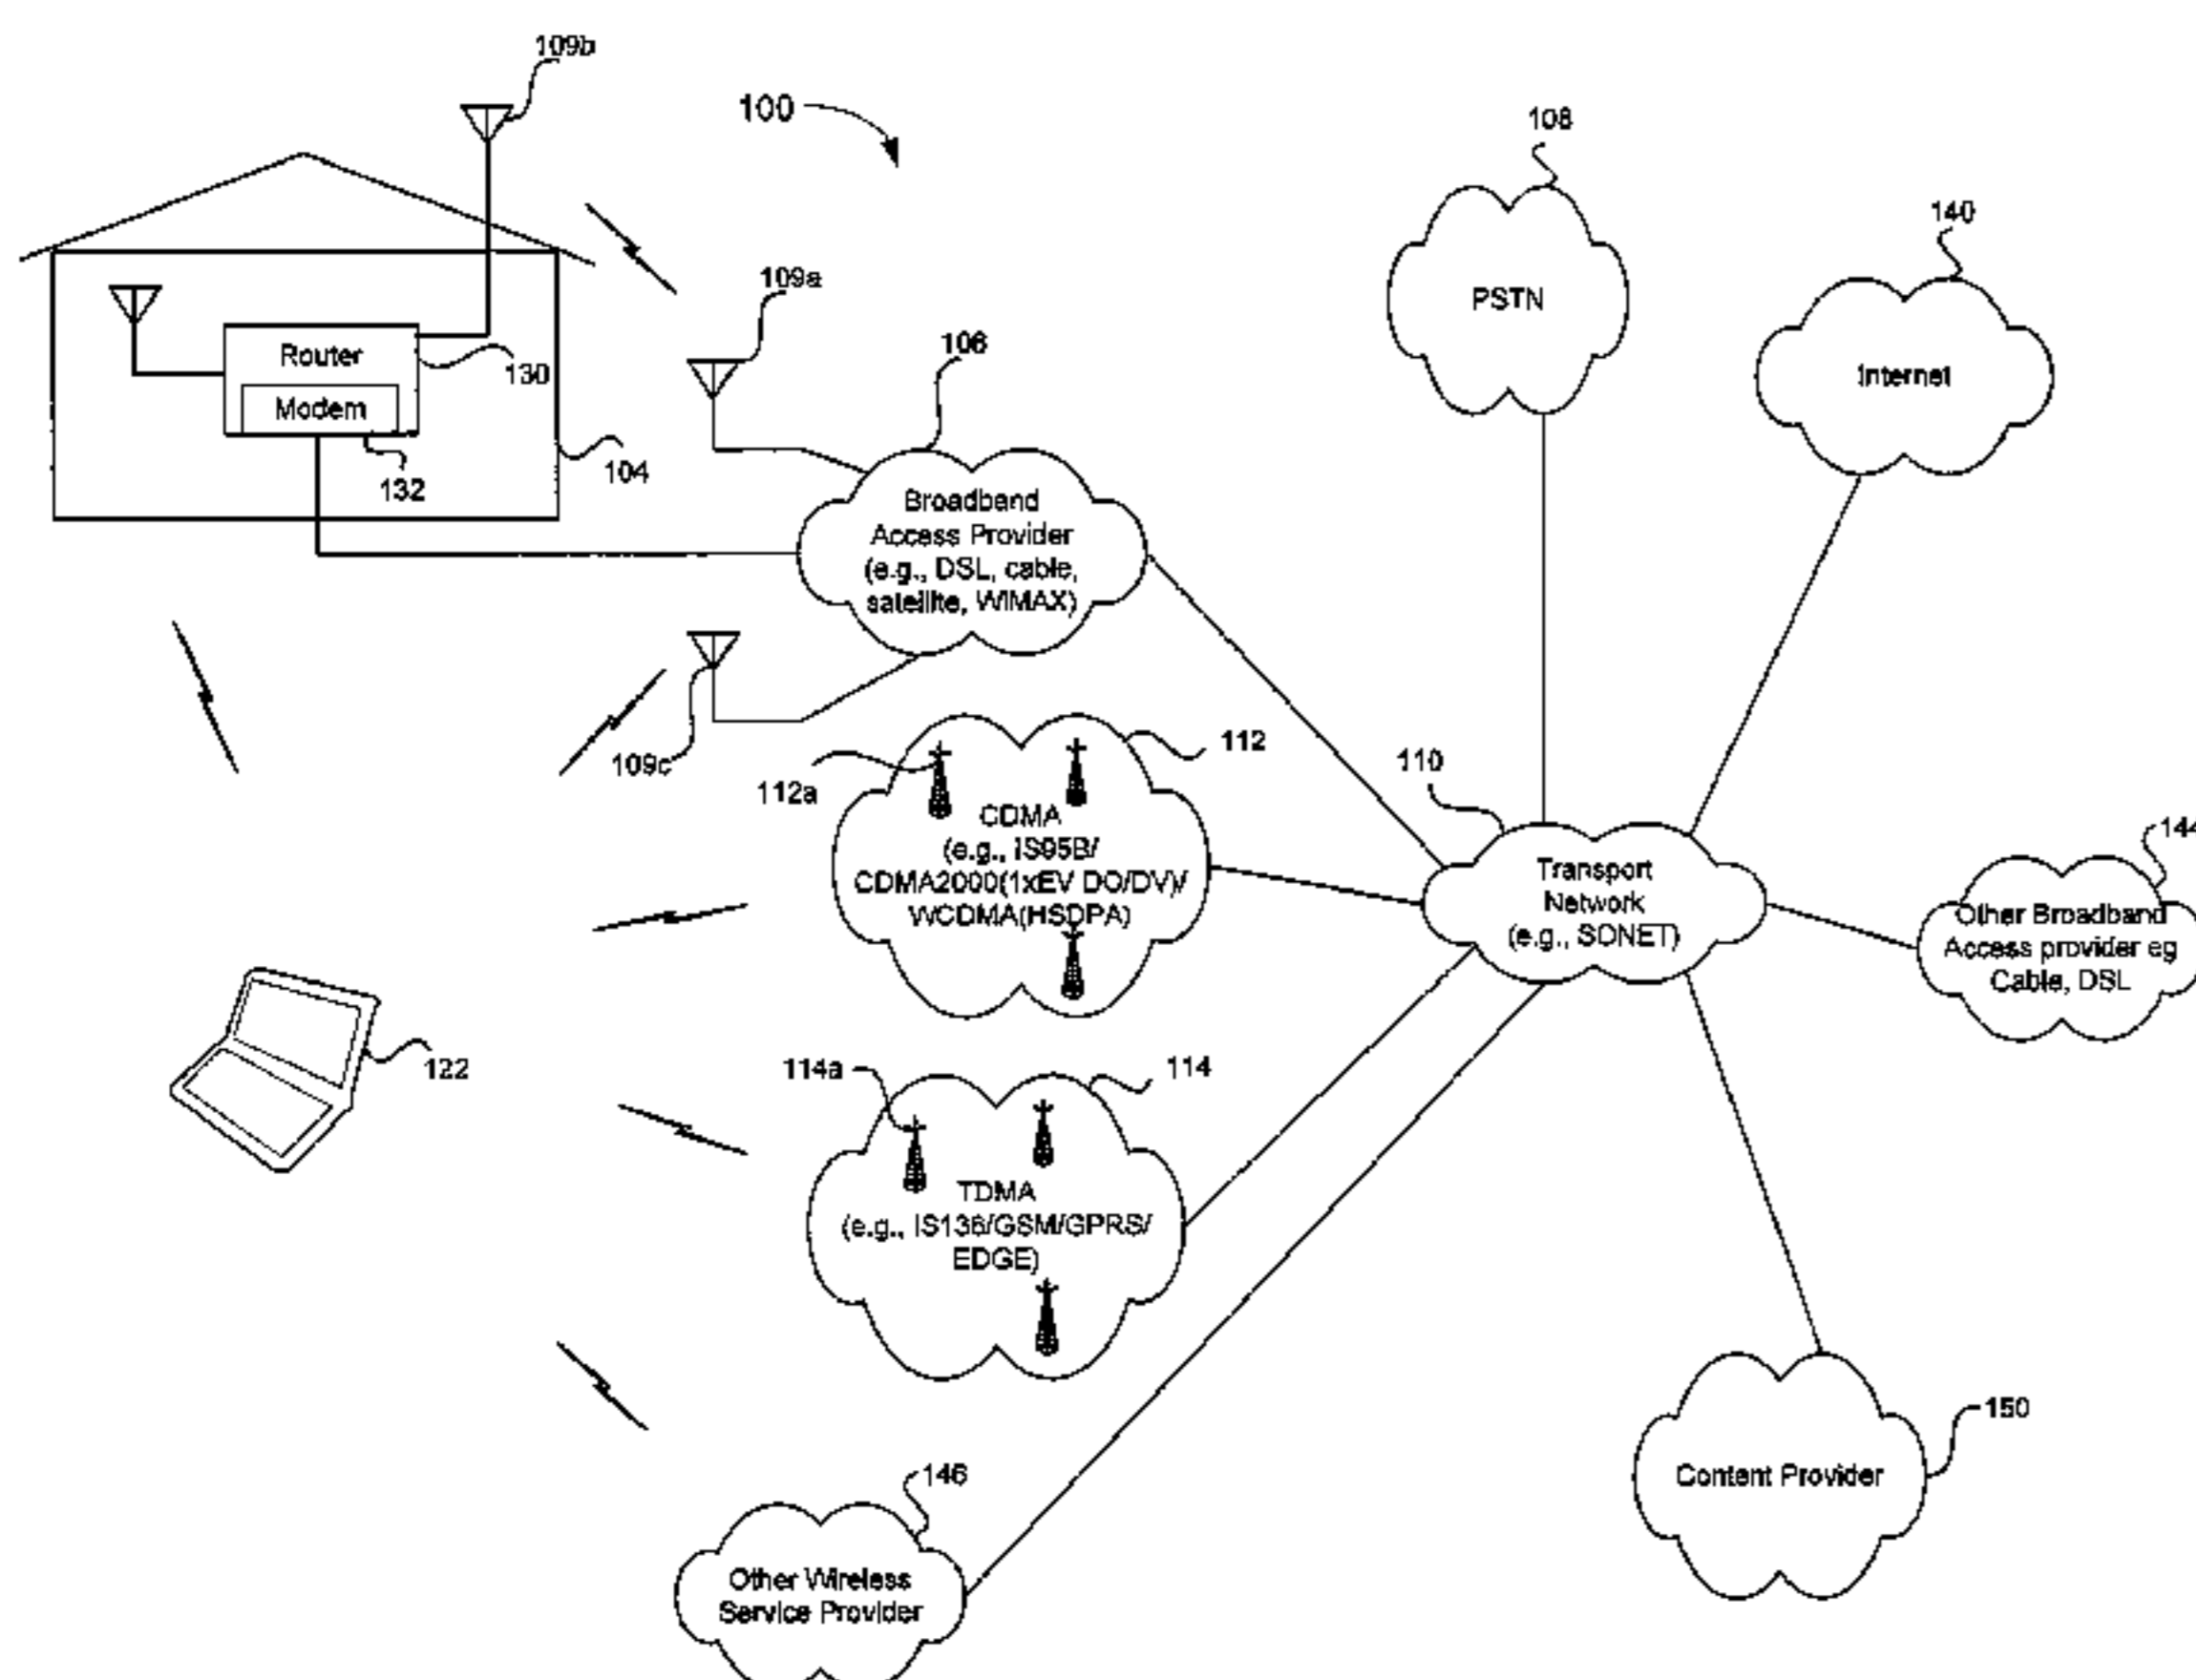 109b
100
108
109a
140
PSTN
106
Internet
Router
130
Modem
104
132
Broadband
Access Provider
(e.g., DSL, cable,
satellite, WiMAX)
109c
112
112a
110
CDMA
(e.g., IS95B/
CDMA2000(1xEV DO/DV)/
WCDMA(HSDPA)
Transport
Network
(e.g., SONET)
144
Other Broadband
Access provider eg
Cable, DSL
122
114a
114
TDMA
(e.g., IS136/GSM/GPRS/
EDGE)
150
Content Provider
146
Other Wireless
Service Provider